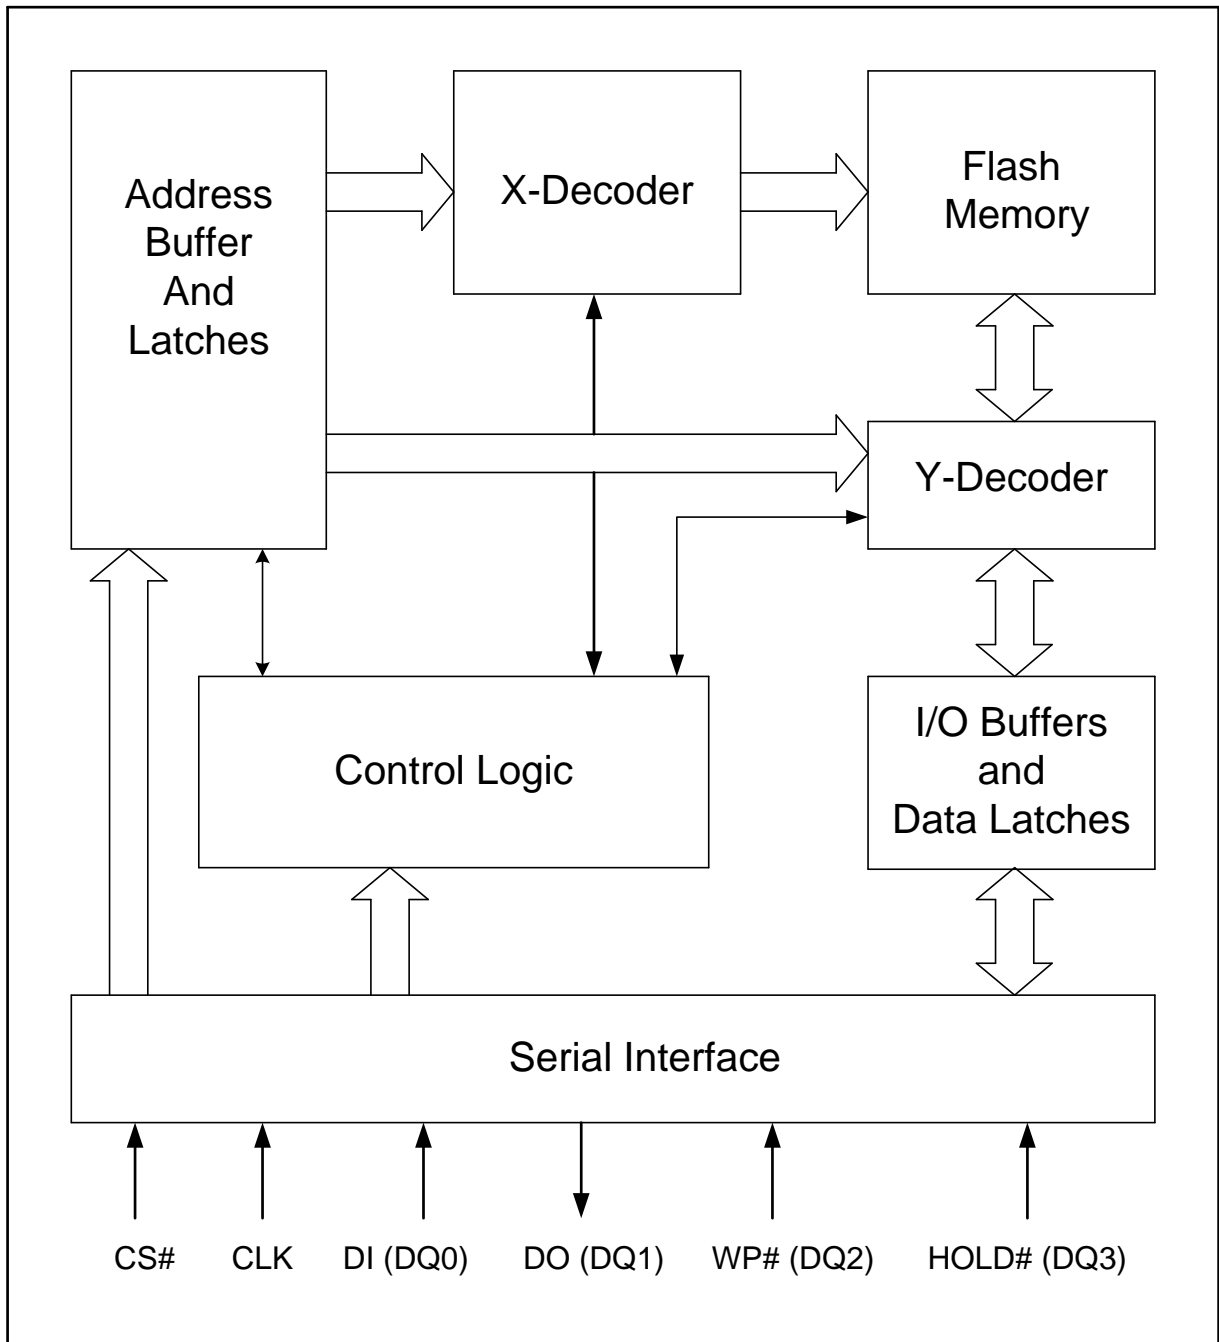 Address
Buffer
And
Latches
X-Decoder
Flash
Memory
Y-Decoder
Control Logic
I/O Buffers
and
Data Latches
Serial Interface
CS#
CLK
DI (DQ0)
DO (DQ1)
WP# (DQ2)
HOLD# (DQ3)